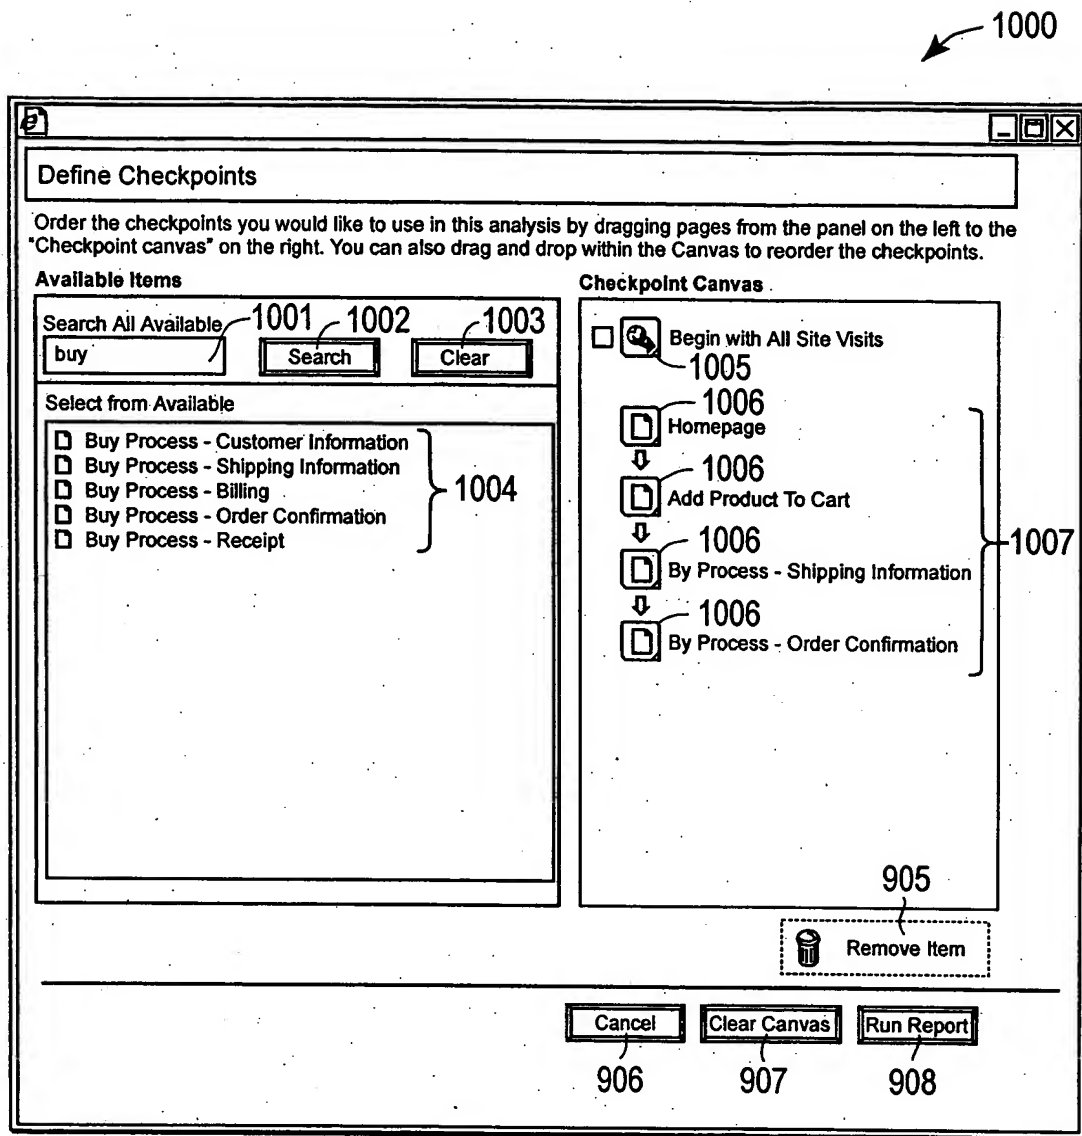 1000
Define Checkpoints
Order the checkpoints you would like to use in this analysis by dragging pages from the panel on the left to the
"Checkpoint canvas" on the right. You can also drag and drop within the Canvas to reorder the checkpoints.
Available Items
Search All Available
1001
1002
1003
buy
Search
Clear
Select from Available
Buy Process - Customer Information
Buy Process - Shipping Information
Buy Process - Billing
Buy Process - Order Confirmation
Buy Process - Receipt
1004
Checkpoint Canvas
Begin with All Site Visits
1005
1006
Homepage
1006
Add Product To Cart
1006
By Process - Shipping Information
1006
By Process - Order Confirmation
1007
905
Remove Item
Cancel
Clear Canvas
Run Report
906
907
908